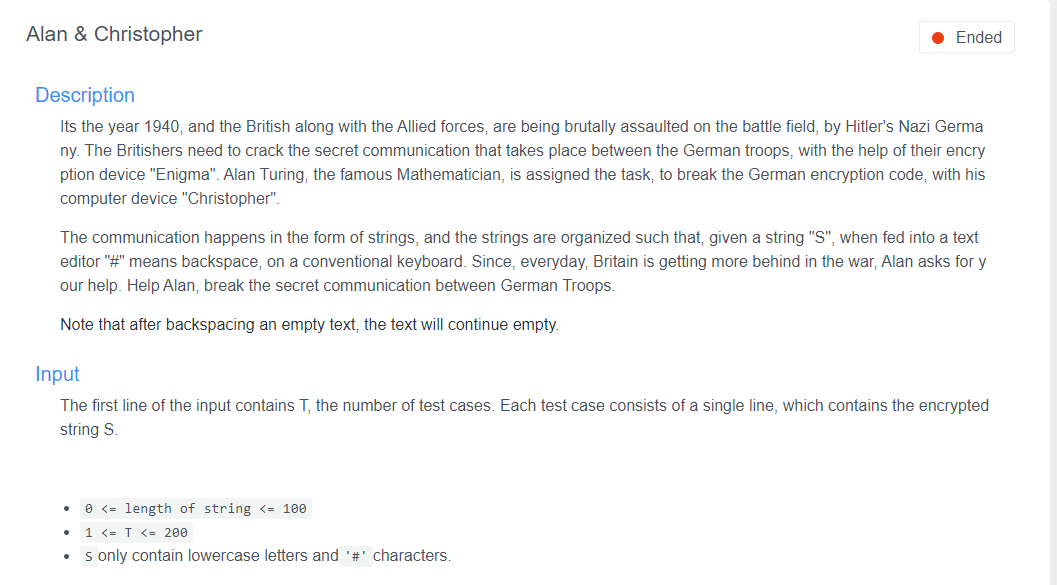 Alan & Christopher
Ended
Description
Its the year 1940, and the British along with the Allied forces, are being brutally assaulted on the battle field, by Hitler's Nazi Germa
ny. The Britishers need to crack the secret communication that takes place between the German troops, with the help of their encry
ption device "Enigma". Alan Turing, the famous Mathematician, is assigned the task, to break the German encryption code, with his
computer device "Christopher".
The communication happens in the form of strings, and the strings are organized such that, given a string "S", when fed into a text
editor "#" means backspace, on a conventional keyboard. Since, everyday, Britain is getting more behind in the war, Alan asks for y
our help. Help Alan, break the secret communication between German Troops.
Note that after backspacing an empty text, the text will continue empty.
Input
The first line of the input contains T, the number of test cases. Each test case consists of a single line, which contains the encrypted
string S.
0 <= length of string <= 100
1 <= T <= 200
S only contain lowercase letters and '#' characters.